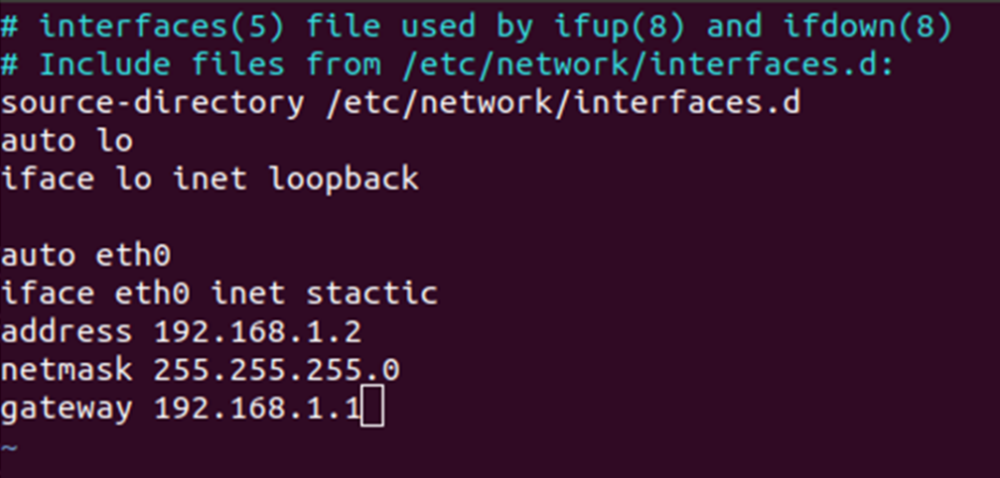 # interfaces(5) file used by ifup(8) and ifdown(8)
# Include files from /etc/network/interfaces.d:
source-directory /etc/network/interfaces.d
auto lo
iface lo inet loopback

auto eth0
iface eth0 inet stactic
address 192.168.1.2
netmask 255.255.255.0
gateway 192.168.1.1
~